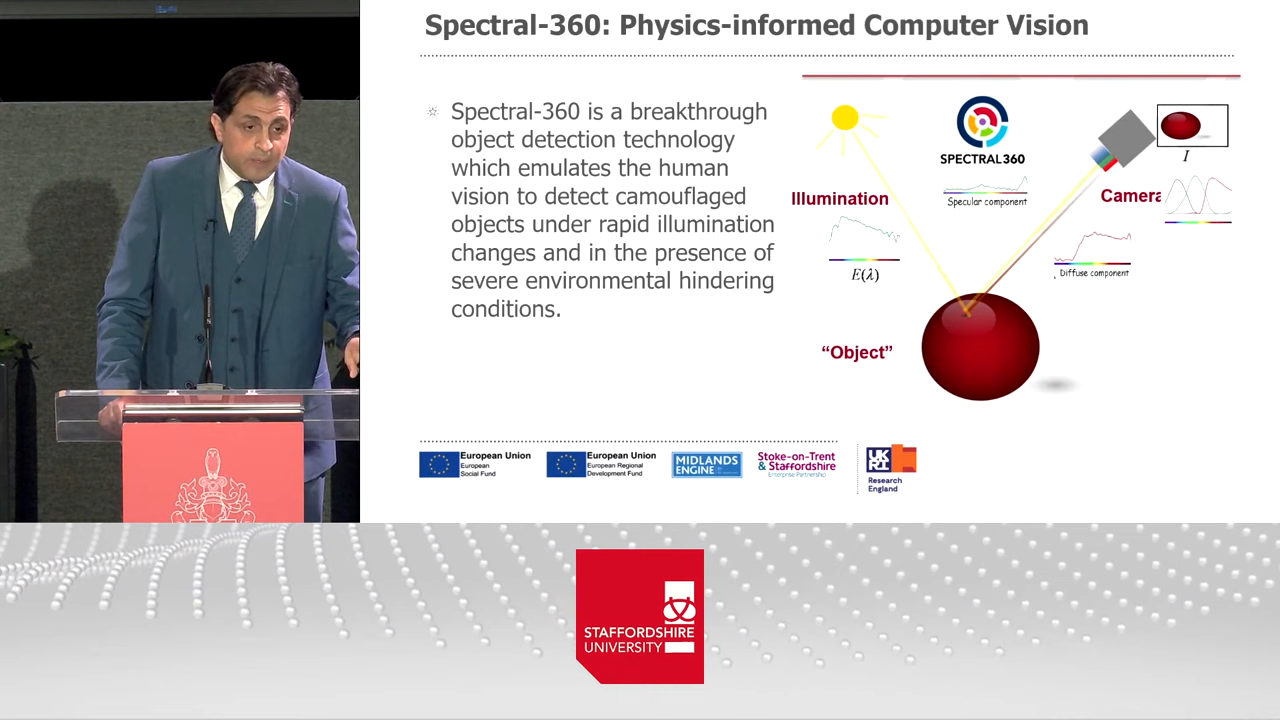 Spectral-360: Physics-informed Computer Vision
Spectral-360 is a breakthrough
object detection technology
which emulates the human
vision to detect camouflaged
objects under rapid illumination
changes and in the presence of
severe environmental hindering
conditions.
SPECTRAL360
I
Illumination
Specular component
Camera
E(λ)
Diffuse component
“Object”
European Union
European
Social Fund
European Union
European Regional
Development Fund
MIDLANDS
ENGINE
Stoke-on-Trent
& Staffordshire
Enterprise Partnership
UK
RI
Research
England
STAFFORDSHIRE
UNIVERSITY